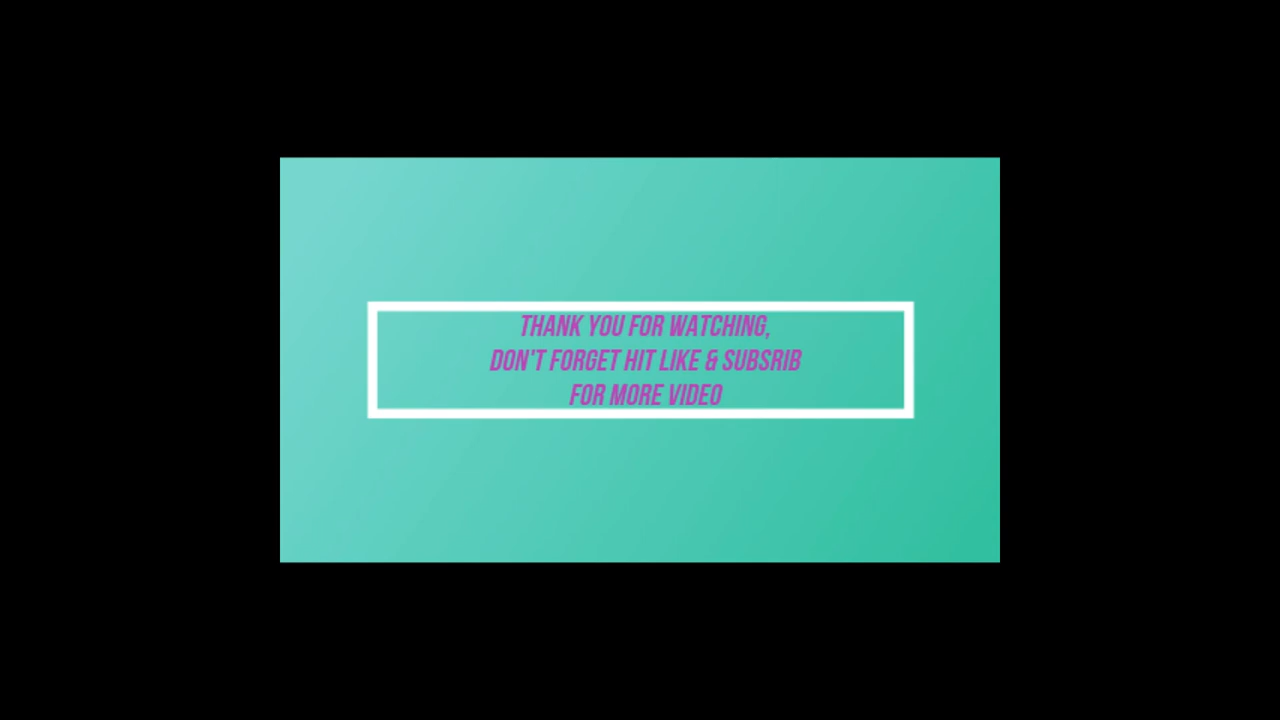 THANK YOU FOR WATCHING,
DON'T FORGET HIT LIKE & SUBSRIB
FOR MORE VIDEO